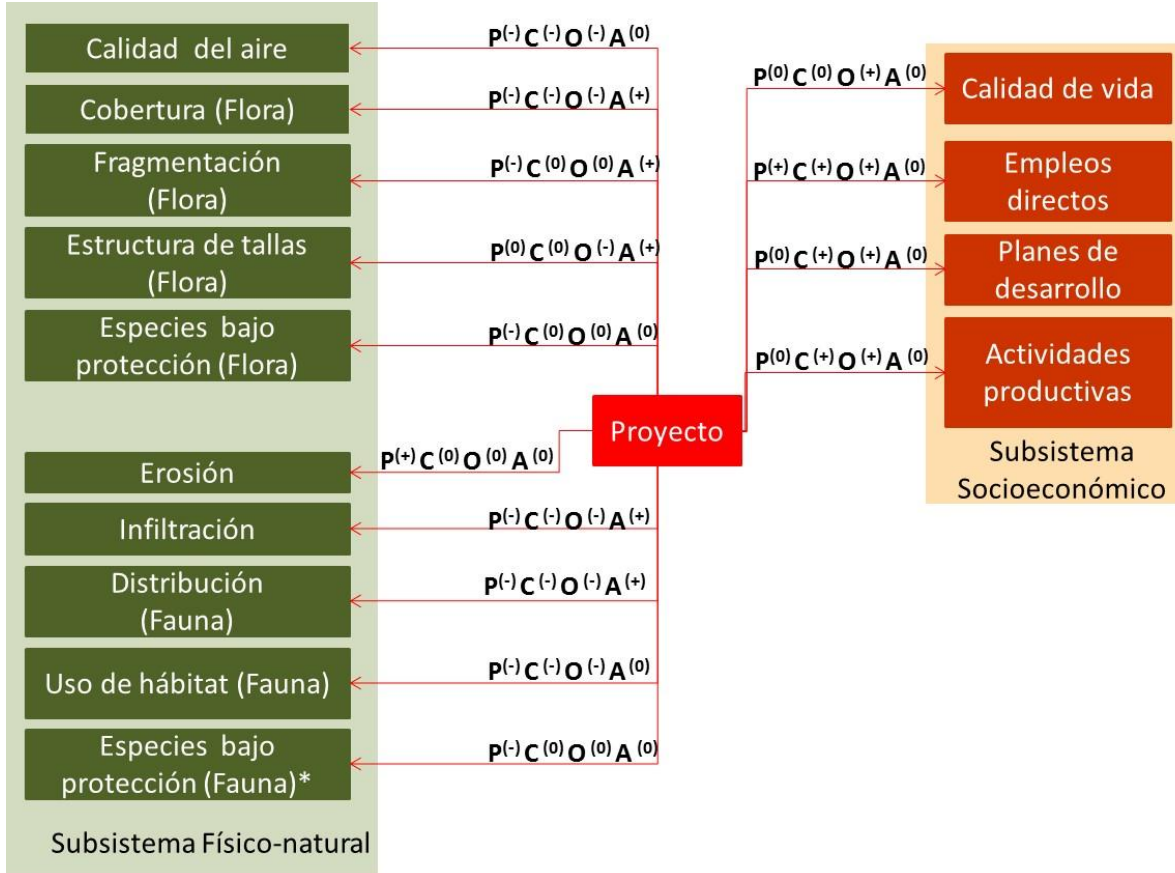 P(-) C(-) O(-) A(0)
Calidad del aire
P(-) C(-) O(-) A(+)
Cobertura (Flora)
P(-) C(0) O(0) A(+)
Fragmentación
(Flora)
P(0) C(0) O(-) A(+)
Estructura de tallas
(Flora)
P(-) C(0) O(0) A(0)
Especies bajo
protección (Flora)
P(+) C(0) O(0) A(0)
Erosión
P(-) C(-) O(-) A(+)
Infiltración
P(-) C(-) O(-) A(+)
Distribución
(Fauna)
P(-) C(-) O(-) A(0)
Uso de hábitat (Fauna)
P(-) C(0) O(0) A(0)
Especies bajo
protección (Fauna)*
Subsistema Físico-natural
Proyecto
P(0) C(0) O(+) A(0)
Calidad de vida
P(+) C(+) O(+) A(0)
Empleos
directos
P(0) C(+) O(+) A(0)
Planes de
desarrollo
P(0) C(+) O(+) A(0)
Actividades
productivas
Subsistema
Socioeconómico